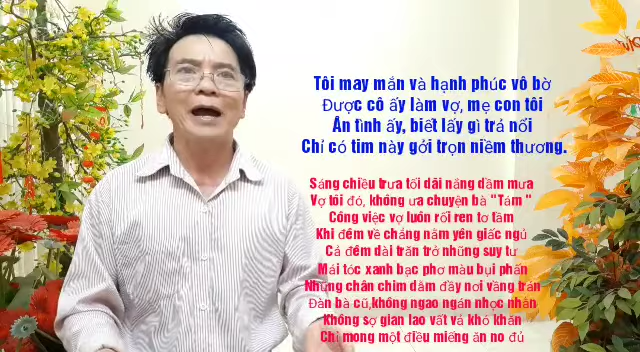 Tôi may mắn và hạnh phúc vô bờ
Được cô ấy làm vợ, mẹ con tôi
Ân tình ấy, biết lấy gì trả nổi
Chỉ có tim này gởi trọn niềm thương.
Sáng chiều trưa tối dãi nắng dầm mưa
Vợ tôi đó, không ưa chuyện bà "Tám"
Công việc vợ luôn rối ren tơ tằm
Khi đêm về chẳng nằm yên giấc ngủ
Cả đêm dài trăn trở những suy tư
Mái tóc xanh bạc phơ màu bụi phấn
Những chân chim dẫm đầy nơi vầng trán
Đàn bà cũ,không ngao ngán nhọc nhằn
Không sợ gian lao vất vả khó khăn
Chỉ mong một điều miếng ăn no đủ